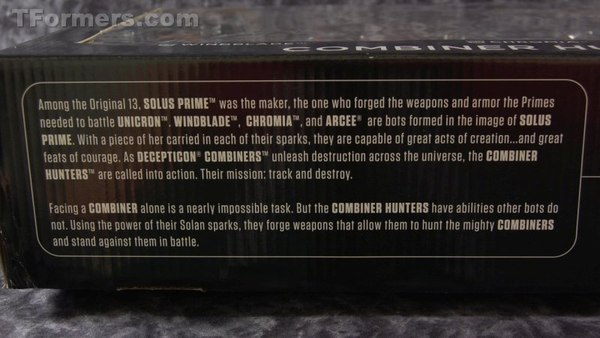 TFormers.com
COMBINER HU
Among the Original 13, SOLUS PRIME™ was the maker, the one who forged the weapons and armor the Primes
needed to battle UNICRON™. WINDBLADE™, CHROMIA™, and ARCEE® are bots formed in the image of SOLUS
PRIME. With a piece of her carried in each of their sparks, they are capable of great acts of creation...and great
feats of courage. As DECEPTICON® COMBINERS™ unleash destruction across the universe, the COMBINER
HUNTERS™ are called into action. Their mission: track and destroy.
Facing a COMBINER alone is a nearly impossible task. But the COMBINER HUNTERS have abilities other bots do
not. Using the power of their Solan sparks, they forge weapons that allow them to hunt the mighty COMBINERS
and stand against them in battle.